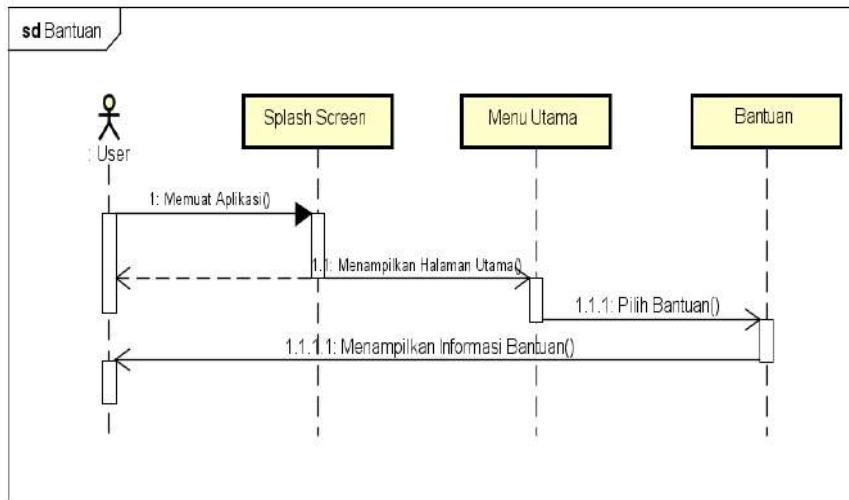 sd Bantuan
Splash Screen
Menu Utama
Bantuan
: User
1: Memuat Aplikasi()
1.1: Menampilkan Halaman Utama()
1.1.1: Pilih Bantuan()
1.1.1.1: Menampilkan Informasi Bantuan()